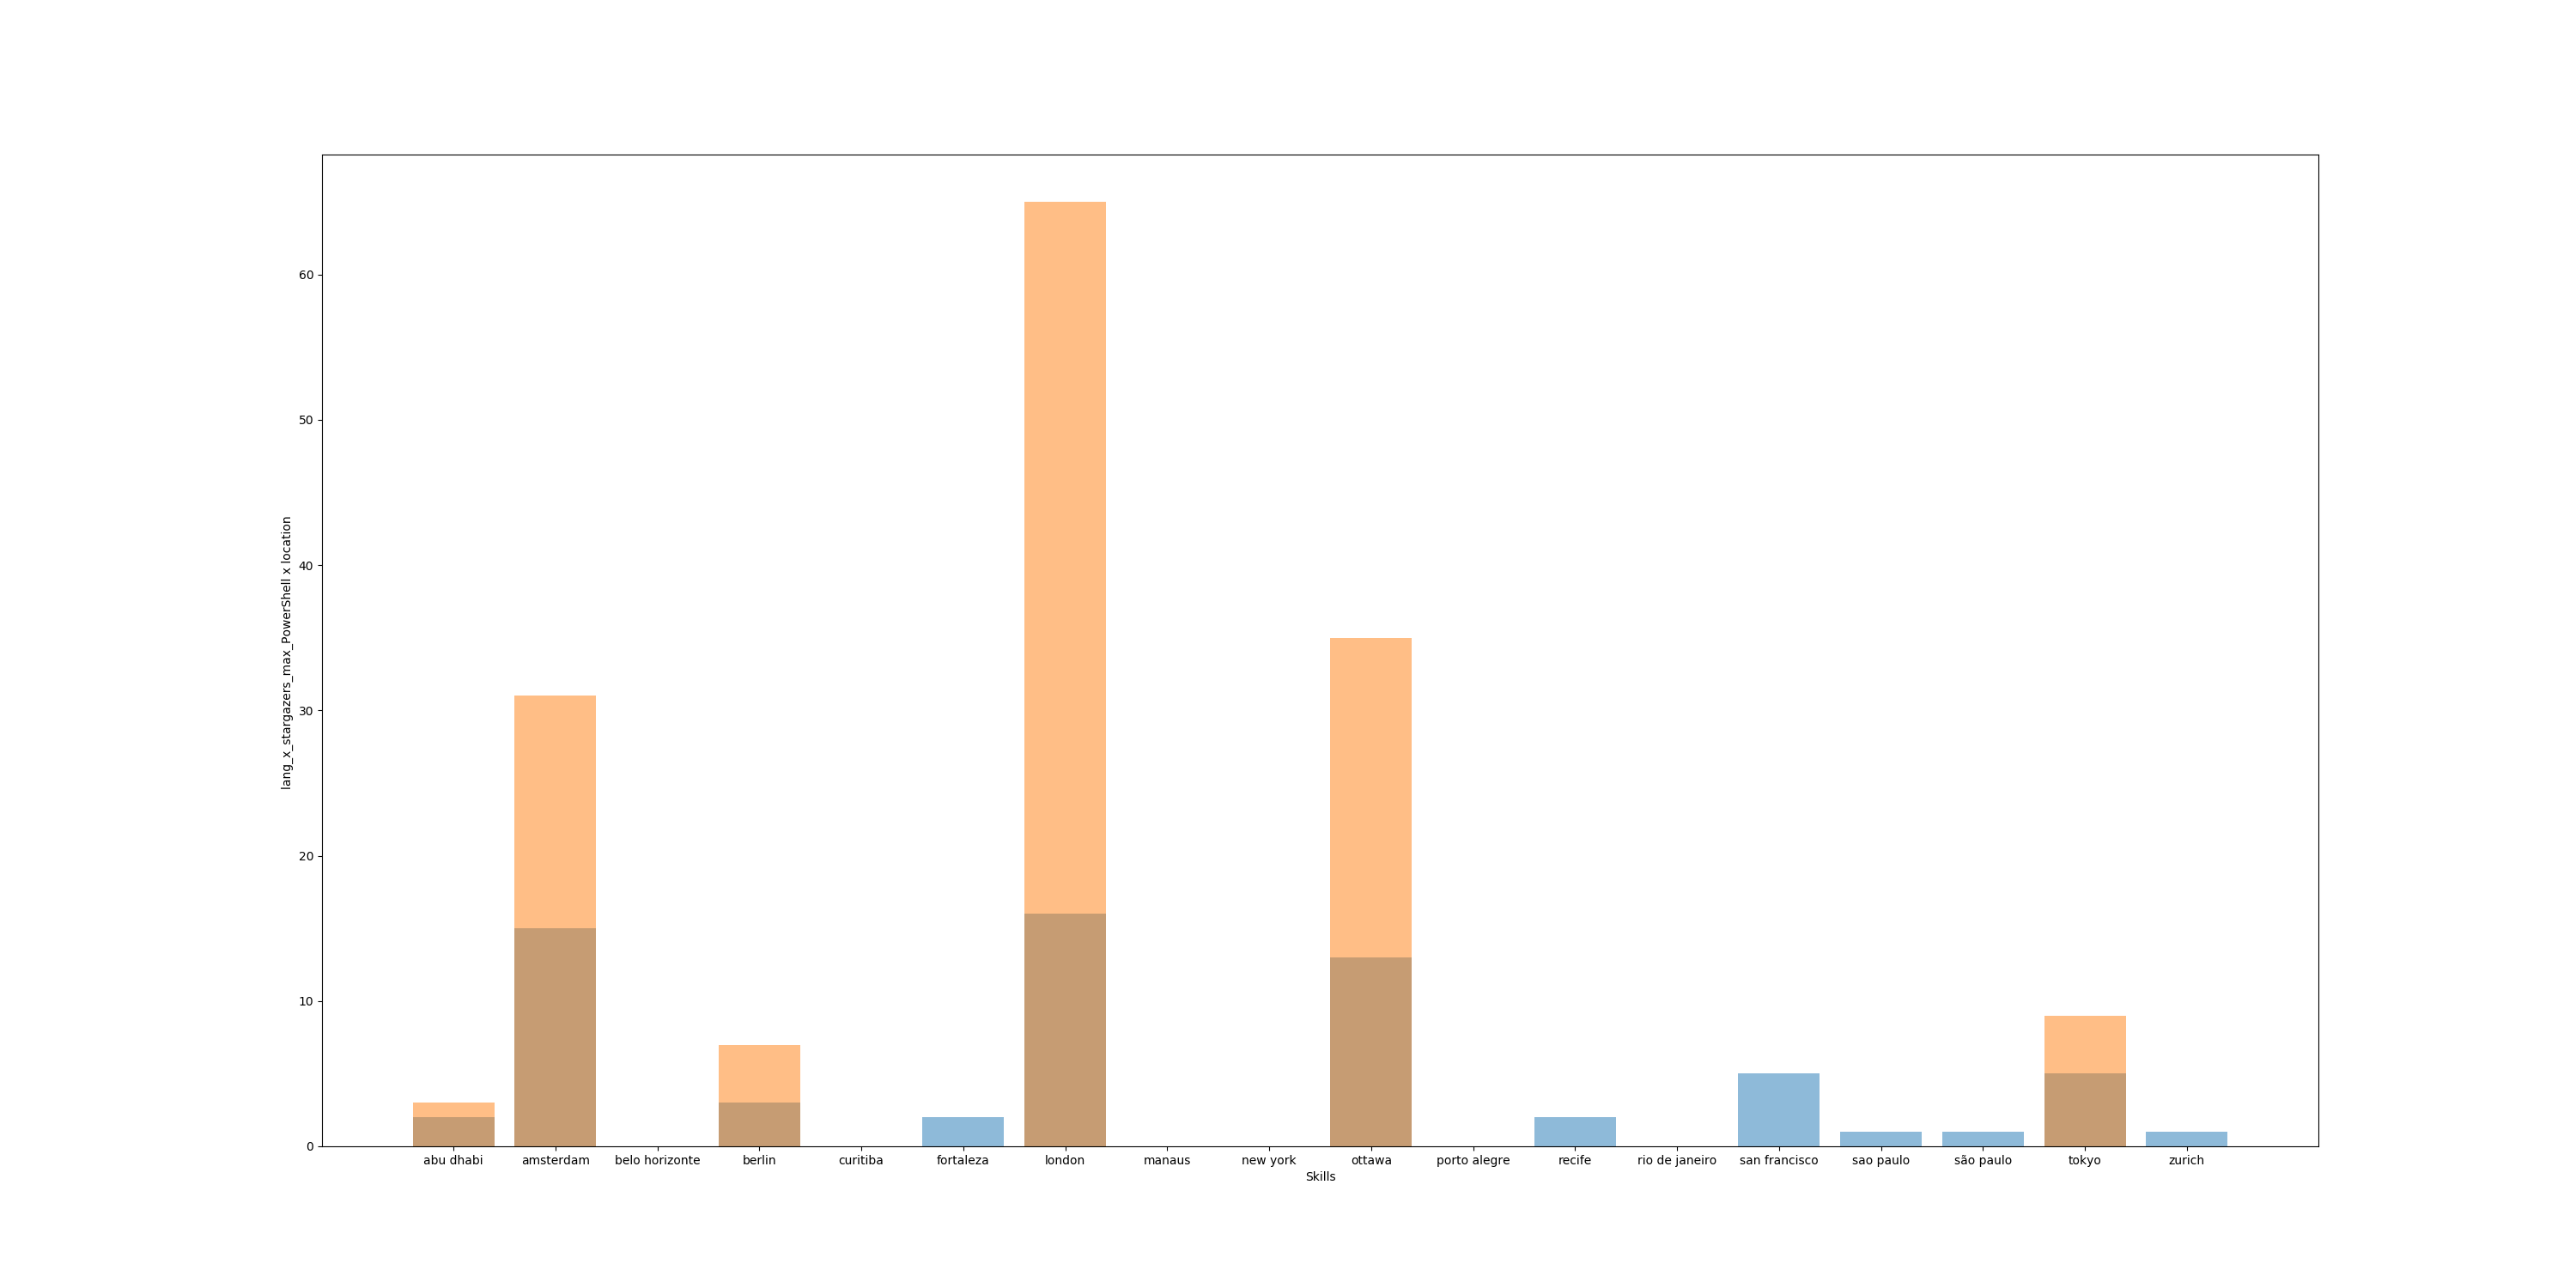 lang_x_stargazers_max_PowerShell x location
60
50
40
30
20
10
0
abu dhabi amsterdam belo horizonte berlin curitiba fortaleza london manaus new york ottawa porto alegre recife rio de janeiro san francisco sao paulo são paulo tokyo zurich
Skills